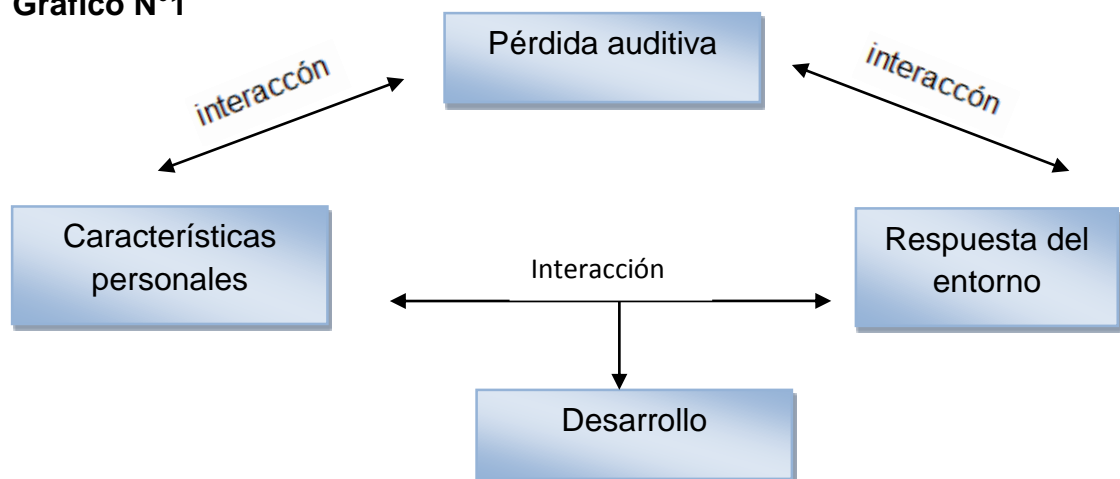 Gráfico N°1
Pérdida auditiva
interaccón
interaccón
Características
personales
Interacción
Respuesta del
entorno
Desarrollo